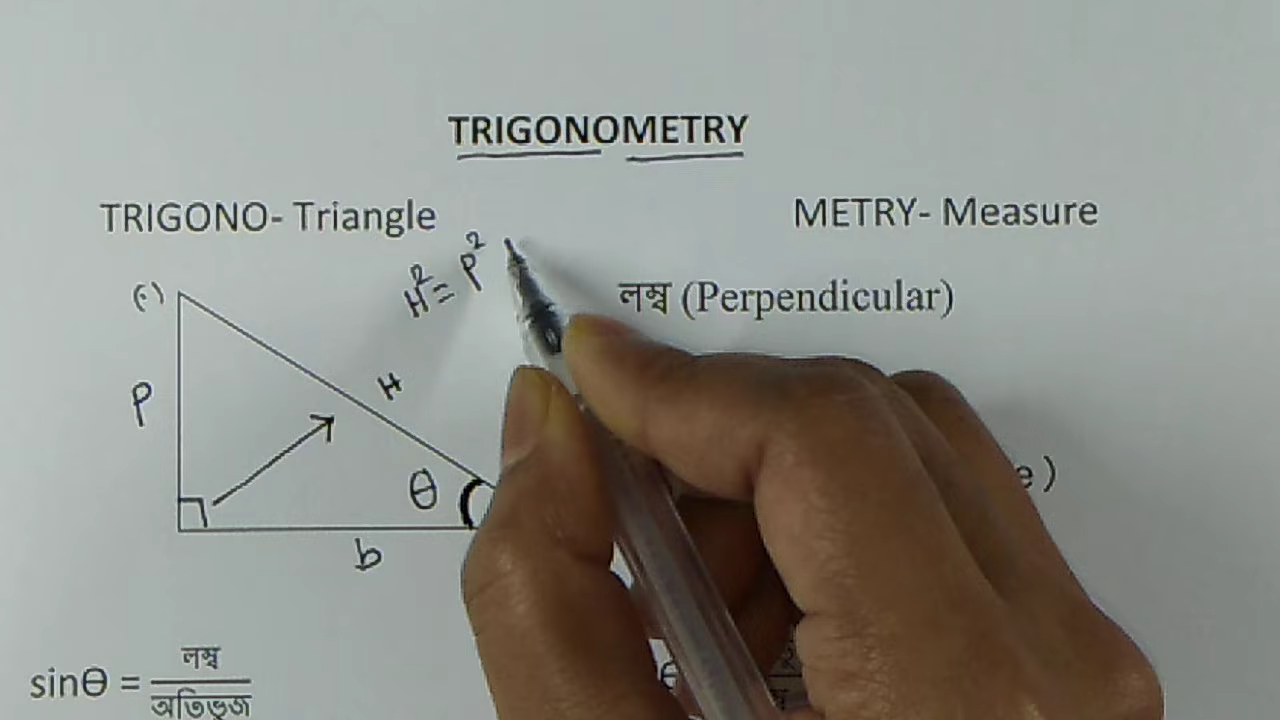 TRIGONOMETRY
TRIGONO- Triangle METRY- Measure
H² = P²
লম্ব (Perpendicular)
P
H
θ
b
e)
sinθ = লম্ব
অতিভূজ